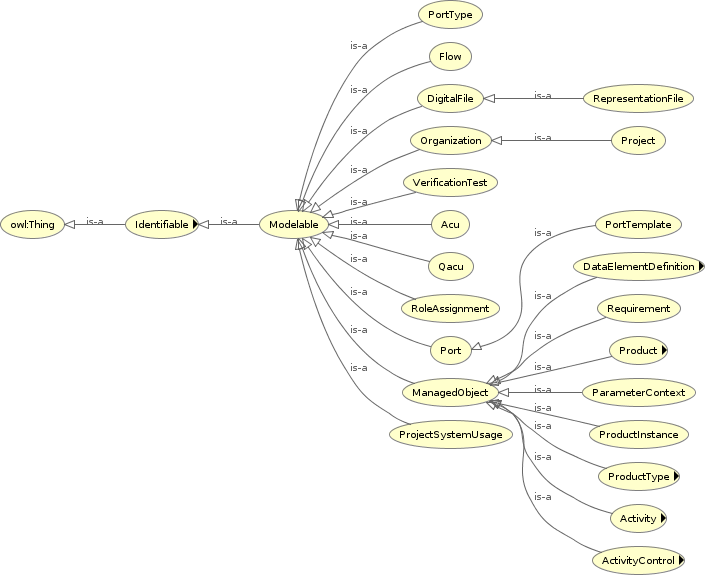 PortType
is-a
Flow
is-a
DigitalFile
is-a
RepresentationFile
is-a
Organization
is-a
Project
is-a
VerificationTest
is-a
owl:Thing
is-a
Identifiable
is-a
Modelable
is-a
Acu
is-a
Qacu
is-a
RoleAssignment
is-a
Port
is-a
PortTemplate
is-a
DataElementDefinition
is-a
Requirement
is-a
Product
is-a
ManagedObject
is-a
ParameterContext
is-a
ProjectSystemUsage
is-a
ProductInstance
is-a
ProductType
is-a
Activity
is-a
ActivityControl
is-a